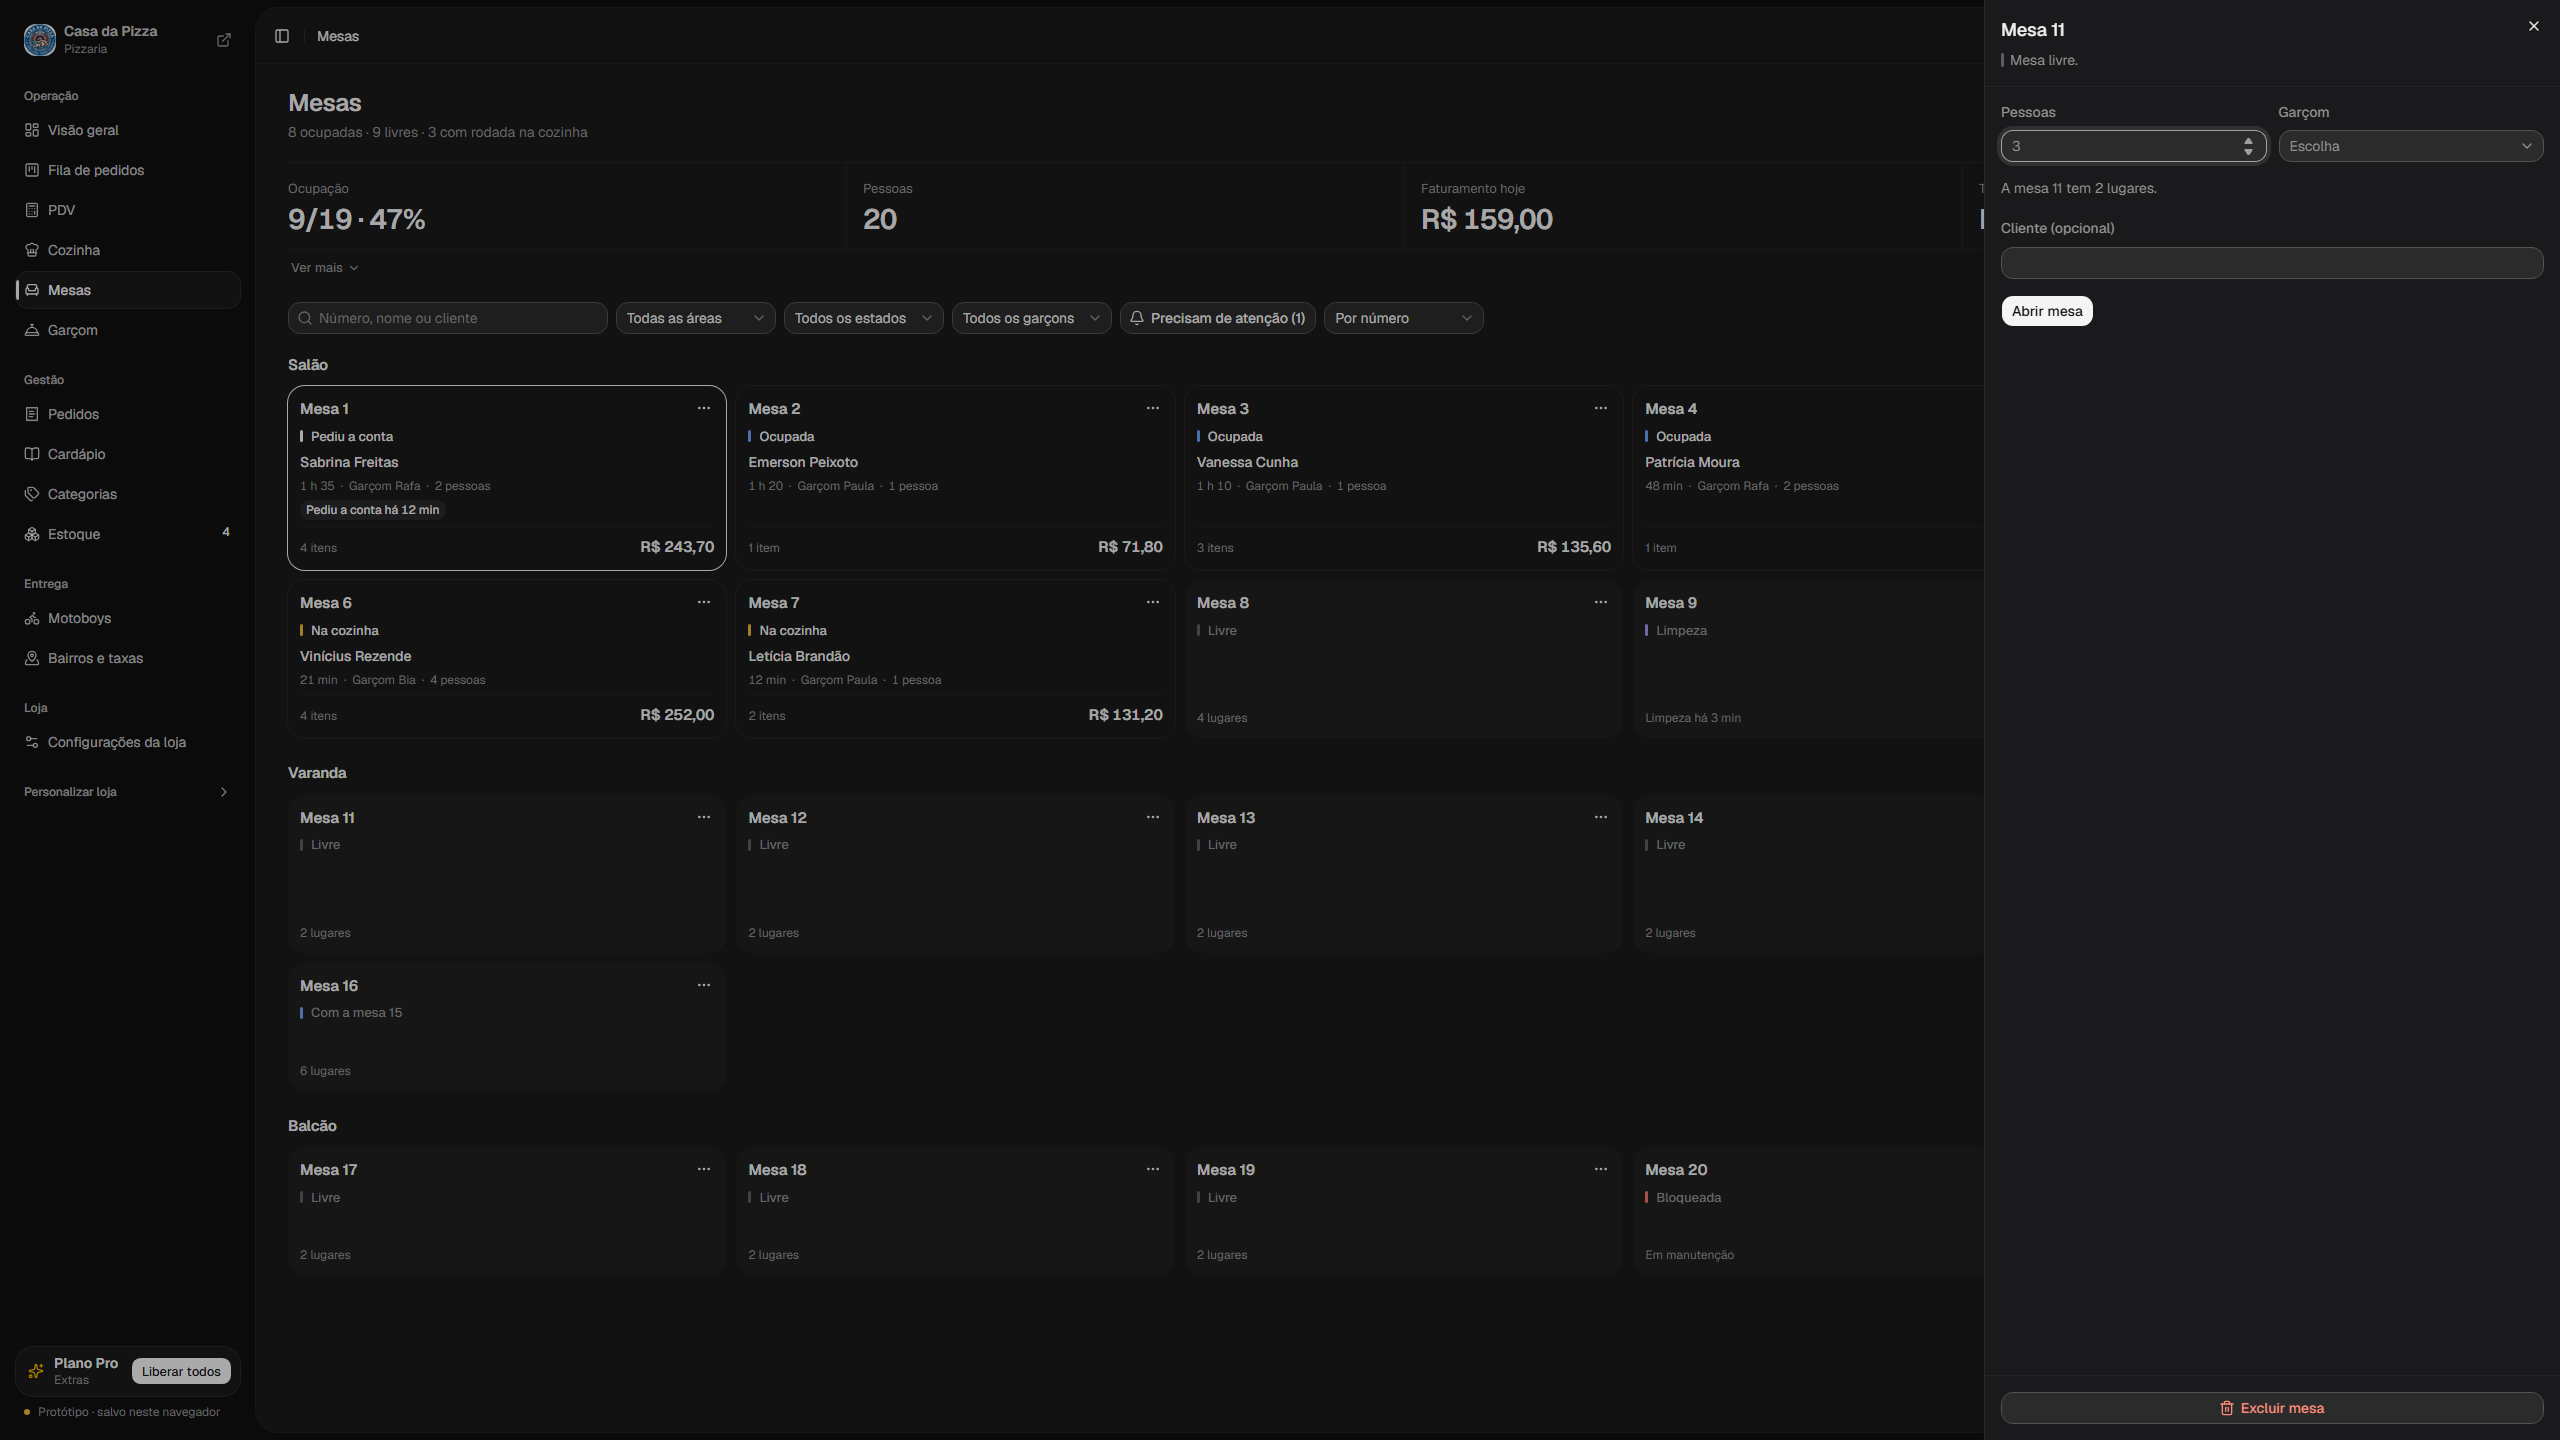 Casa da Pizza
Pizzaria
Operação
Visão geral
Fila de pedidos
PDV
Cozinha
Mesas
Garçom
Gestão
Pedidos
Cardápio
Categorias
Estoque 4
Entrega
Motoboys
Bairros e taxas
Loja
Configurações da loja
Personalizar loja
Plano Pro
Extras
Liberar todos
Protótipo · salvo neste navegador
Mesas
Mesas
8 ocupadas · 9 livres · 3 com rodada na cozinha
Ocupação
9/19 · 47%
Pessoas
20
Faturamento hoje
R$ 159,00
Ver mais
Número, nome ou cliente
Todas as áreas
Todos os estados
Todos os garçons
Precisam de atenção (1)
Por número
Salão
Mesa 1
Pediu a conta
Sabrina Freitas
1 h 35 · Garçom Rafa · 2 pessoas
Pediu a conta há 12 min
4 itens R$ 243,70
Mesa 2
Ocupada
Emerson Peixoto
1 h 20 · Garçom Paula · 1 pessoa
1 item R$ 71,80
Mesa 3
Ocupada
Vanessa Cunha
1 h 10 · Garçom Paula · 1 pessoa
3 itens R$ 135,60
Mesa 4
Ocupada
Patrícia Moura
48 min · Garçom Rafa · 2 pessoas
1 item
Mesa 6
Na cozinha
Vinícius Rezende
21 min · Garçom Bia · 4 pessoas
4 itens R$ 252,00
Mesa 7
Na cozinha
Letícia Brandão
12 min · Garçom Paula · 1 pessoa
2 itens R$ 131,20
Mesa 8
Livre
4 lugares
Mesa 9
Limpeza
Limpeza há 3 min
Varanda
Mesa 11
Livre
2 lugares
Mesa 12
Livre
2 lugares
Mesa 13
Livre
2 lugares
Mesa 14
Livre
2 lugares
Mesa 16
Com a mesa 15
6 lugares
Balcão
Mesa 17
Livre
2 lugares
Mesa 18
Livre
2 lugares
Mesa 19
Livre
2 lugares
Mesa 20
Bloqueada
Em manutenção
Mesa 11
Mesa livre.
Pessoas
3
Garçom
Escolha
A mesa 11 tem 2 lugares.
Cliente (opcional)
Abrir mesa
Excluir mesa